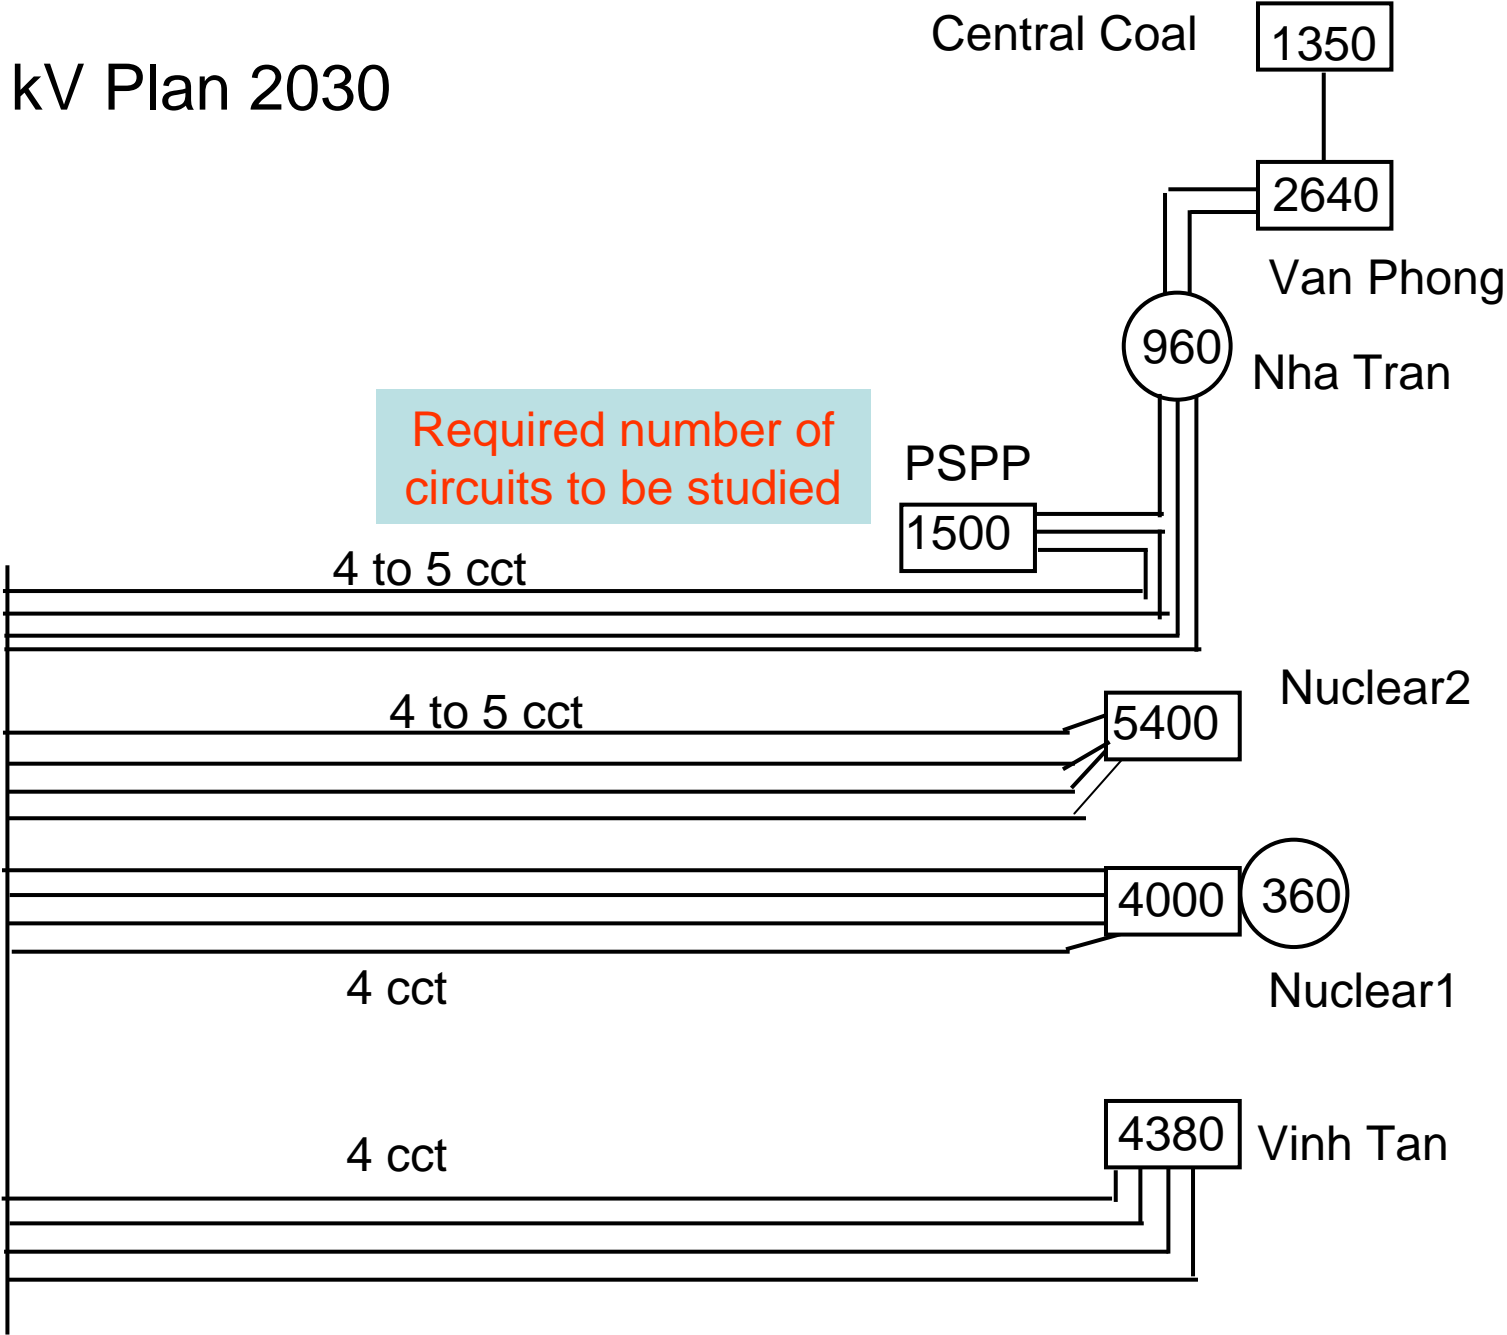 Central Coal
1350
kV Plan 2030
2640
Van Phong
960
Nha Tran
Required number of
circuits to be studied
PSPP
1500
4 to 5 cct
Nuclear2
4 to 5 cct
5400
4000
360
4 cct
Nuclear1
4380
Vinh Tan
4 cct